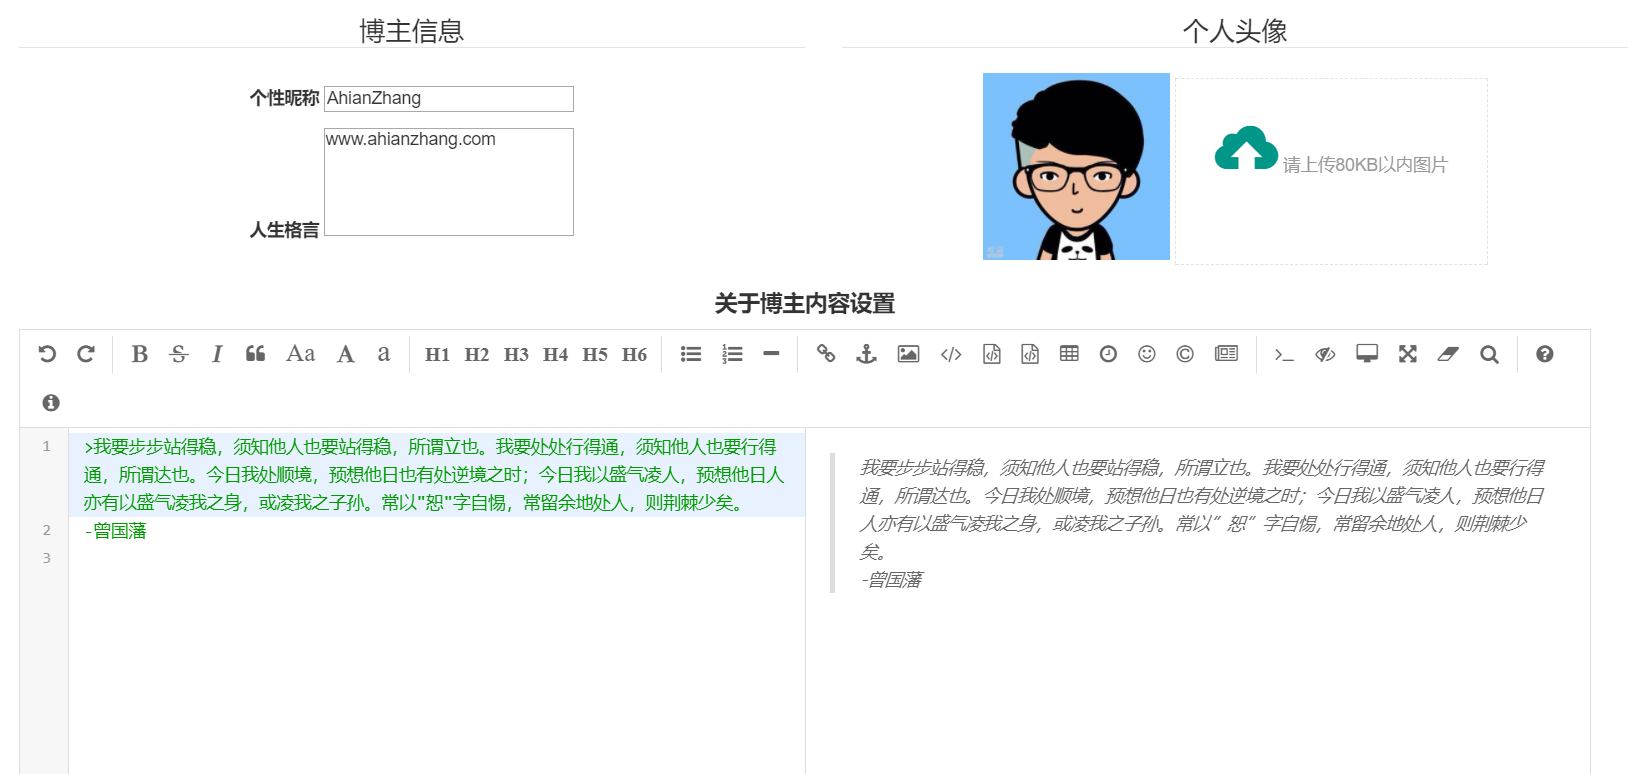 博主信息
个人头像
个性昵称 AhianZhang
www.ahianzhang.com
人生格言
请上传80KB以内图片
关于博主内容设置
B S I Aa A a H1 H2 H3 H4 H5 H6
1 >我要步步站得稳，须知他人也要站得稳，所谓立也。我要处处行得通，须知他人也要行得
通，所谓达也。今日我处顺境，预想他日也有处逆境之时；今日我以盛气凌人，预想他日人
亦有以盛气凌我之身，或凌我之子孙。常以"恕"字自惕，常留余地处人，则荆棘少矣。
2 -曾国藩
3
我要步步站得稳，须知他人也要站得稳，所谓立也。我要处处行得通，须知他人也要行得
通，所谓达也。今日我处顺境，预想他日也有处逆境之时；今日我以盛气凌人，预想他日
人亦有以盛气凌我之身，或凌我之子孙。常以”恕”字自惕，常留余地处人，则荆棘少
矣。
-曾国藩